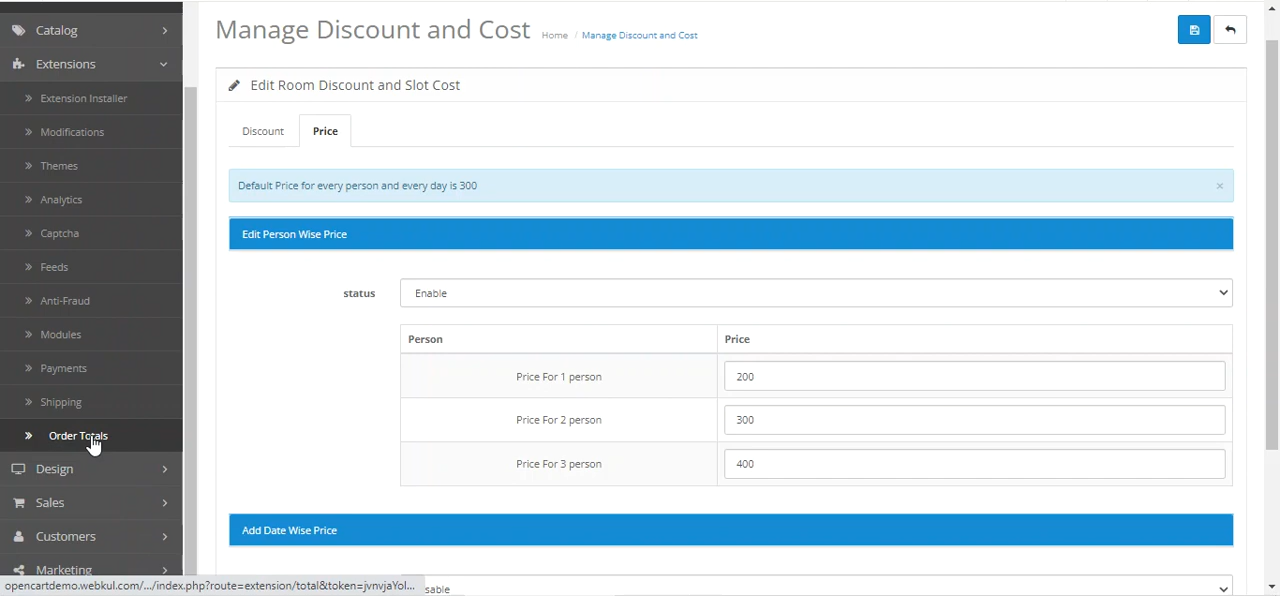 Catalog
Extensions
Extension Installer
Modifications
Themes
Analytics
Captcha
Feeds
Anti-Fraud
Modules
Payments
Shipping
Order Totals
Design
Sales
Customers
Marketing
opencartdemo.webkul.com/.../index.php?route=extension/total&token=jvnvjaYol...
Manage Discount and Cost
Home / Manage Discount and Cost
Edit Room Discount and Slot Cost
Discount
Price
Default Price for every person and every day is 300
×
Edit Person Wise Price
status
Enable
Person
Price
Price For 1 person
200
Price For 2 person
300
Price For 3 person
400
Add Date Wise Price